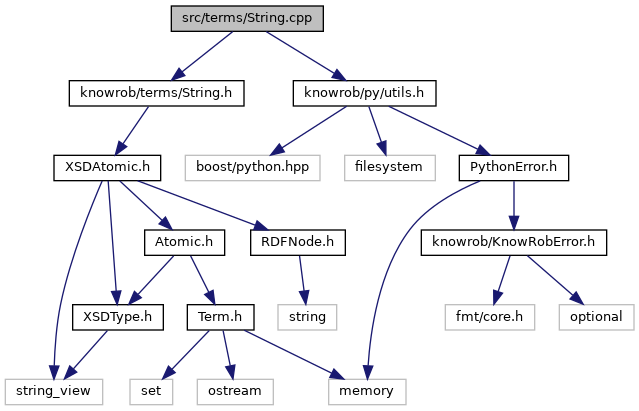 src/terms/String.cpp
knowrob/terms/String.h
knowrob/py/utils.h
XSDAtomic.h
boost/python.hpp
filesystem
PythonError.h
Atomic.h
RDFNode.h
knowrob/KnowRobError.h
XSDType.h
Term.h
string
fmt/core.h
optional
string_view
set
ostream
memory